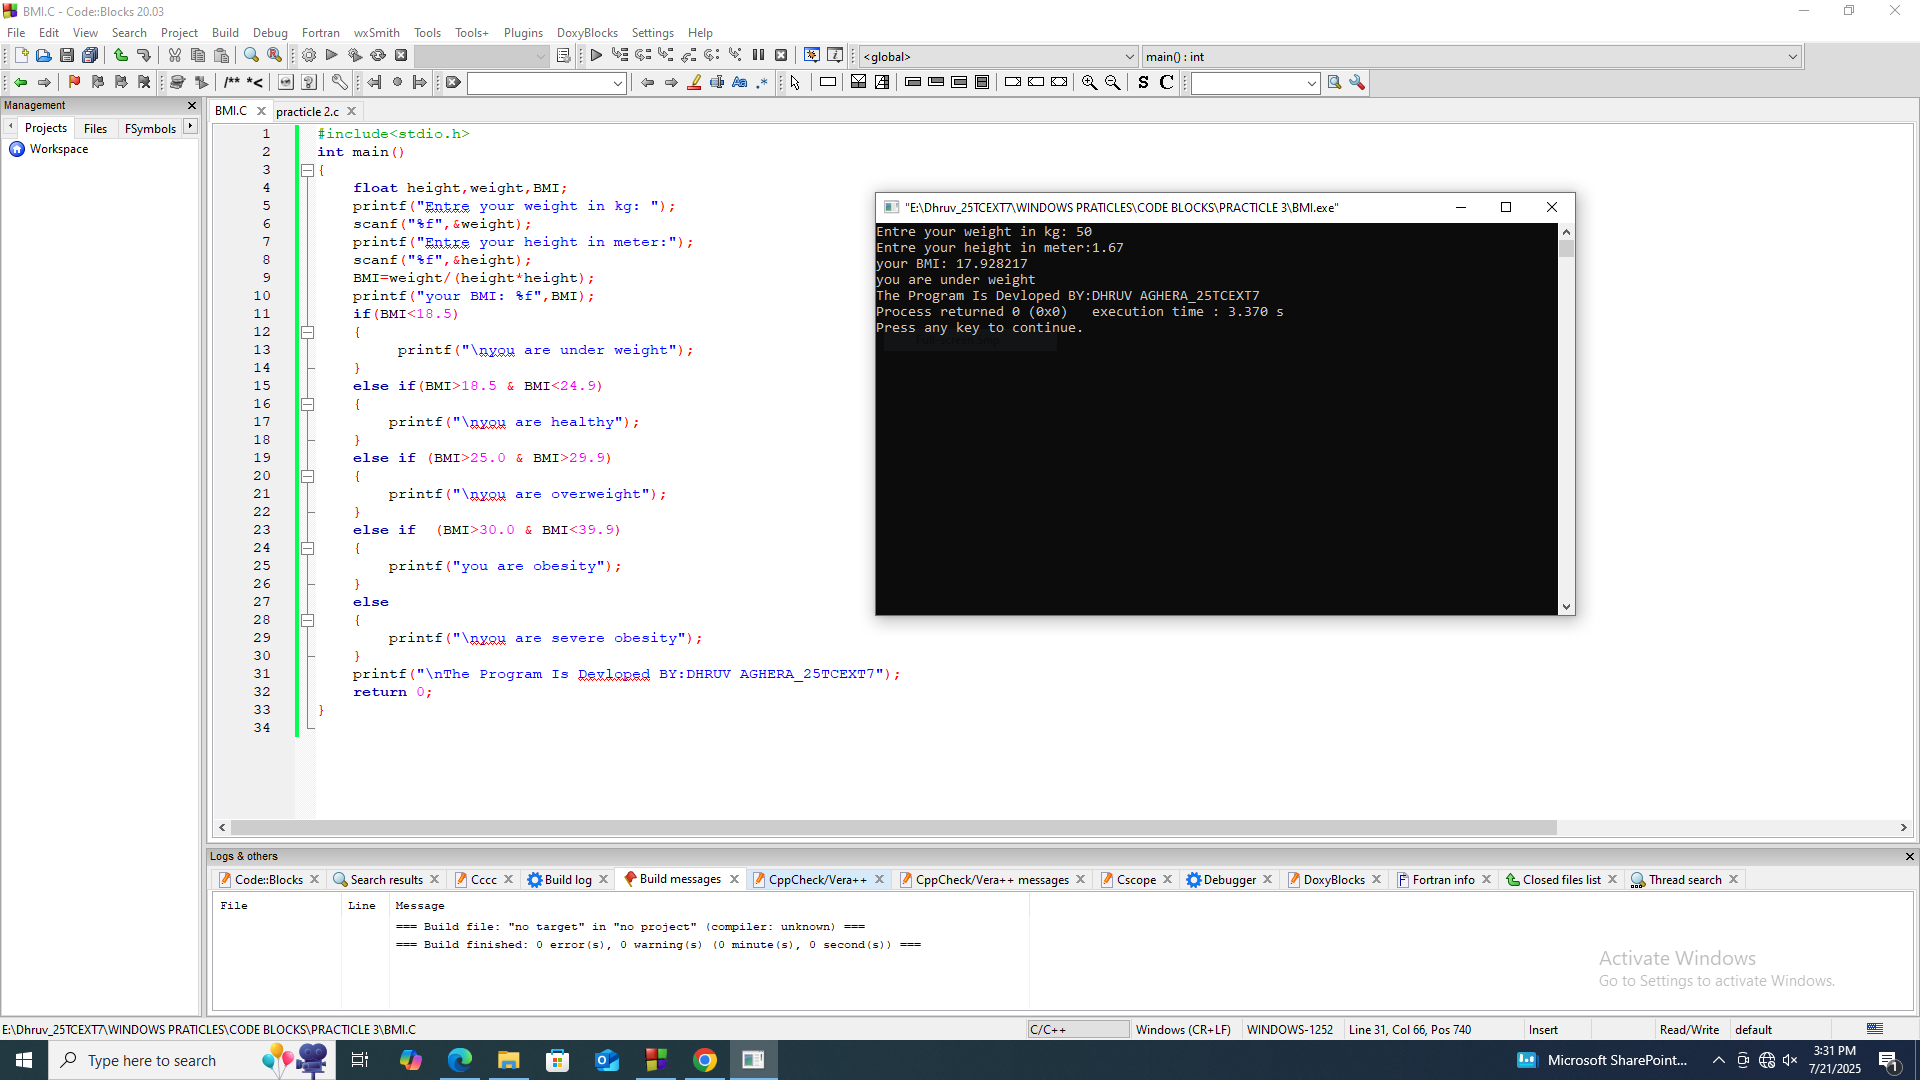 BMI.C - Code::Blocks 20.03
File Edit View Search Project Build Debug Fortran wxSmith Tools Tools+ Plugins DoxyBlocks Settings Help
<global> main() : int
/** *< Aa .* S C
Management
Projects Files FSymbols
Workspace
BMI.C practicle 2.c
1 #include<stdio.h>
2 int main()
3 {
4 float height,weight,BMI;
5 printf("Entre your weight in kg: ");
6 scanf("%f",&weight);
7 printf("Entre your height in meter:");
8 scanf("%f",&height);
9 BMI=weight/(height*height);
10 printf("your BMI: %f",BMI);
11 if(BMI<18.5)
12 {
13 printf("\nyou are under weight");
14 }
15 else if(BMI>18.5 & BMI<24.9)
16 {
17 printf("\nyou are healthy");
18 }
19 else if (BMI>25.0 & BMI>29.9)
20 {
21 printf("\nyou are overweight");
22 }
23 else if (BMI>30.0 & BMI<39.9)
24 {
25 printf("you are obesity");
26 }
27 else
28 {
29 printf("\nyou are severe obesity");
30 }
31 printf("\nThe Program Is Devloped BY:DHRUV AGHERA_25TCEXT7");
32 return 0;
33 }
34
"E:\Dhruv_25TCEXT7\WINDOWS PRATICLES\CODE BLOCKS\PRACTICLE 3\BMI.exe"
Entre your weight in kg: 50
Entre your height in meter:1.67
your BMI: 17.928217
you are under weight
The Program Is Devloped BY:DHRUV AGHERA_25TCEXT7
Process returned 0 (0x0) execution time : 3.370 s
Press any key to continue.
Logs & others
Code::Blocks Search results Cccc Build log Build messages CppCheck/Vera++ CppCheck/Vera++ messages Cscope Debugger DoxyBlocks Fortran info Closed files list Thread search
File Line Message
=== Build file: "no target" in "no project" (compiler: unknown) ===
=== Build finished: 0 error(s), 0 warning(s) (0 minute(s), 0 second(s)) ===
Activate Windows
Go to Settings to activate Windows.
E:\Dhruv_25TCEXT7\WINDOWS PRATICLES\CODE BLOCKS\PRACTICLE 3\BMI.C C/C++ Windows (CR+LF) WINDOWS-1252 Line 31, Col 66, Pos 740 Insert Read/Write default
Type here to search
Microsoft SharePoint...
3:31 PM
7/21/2025
1